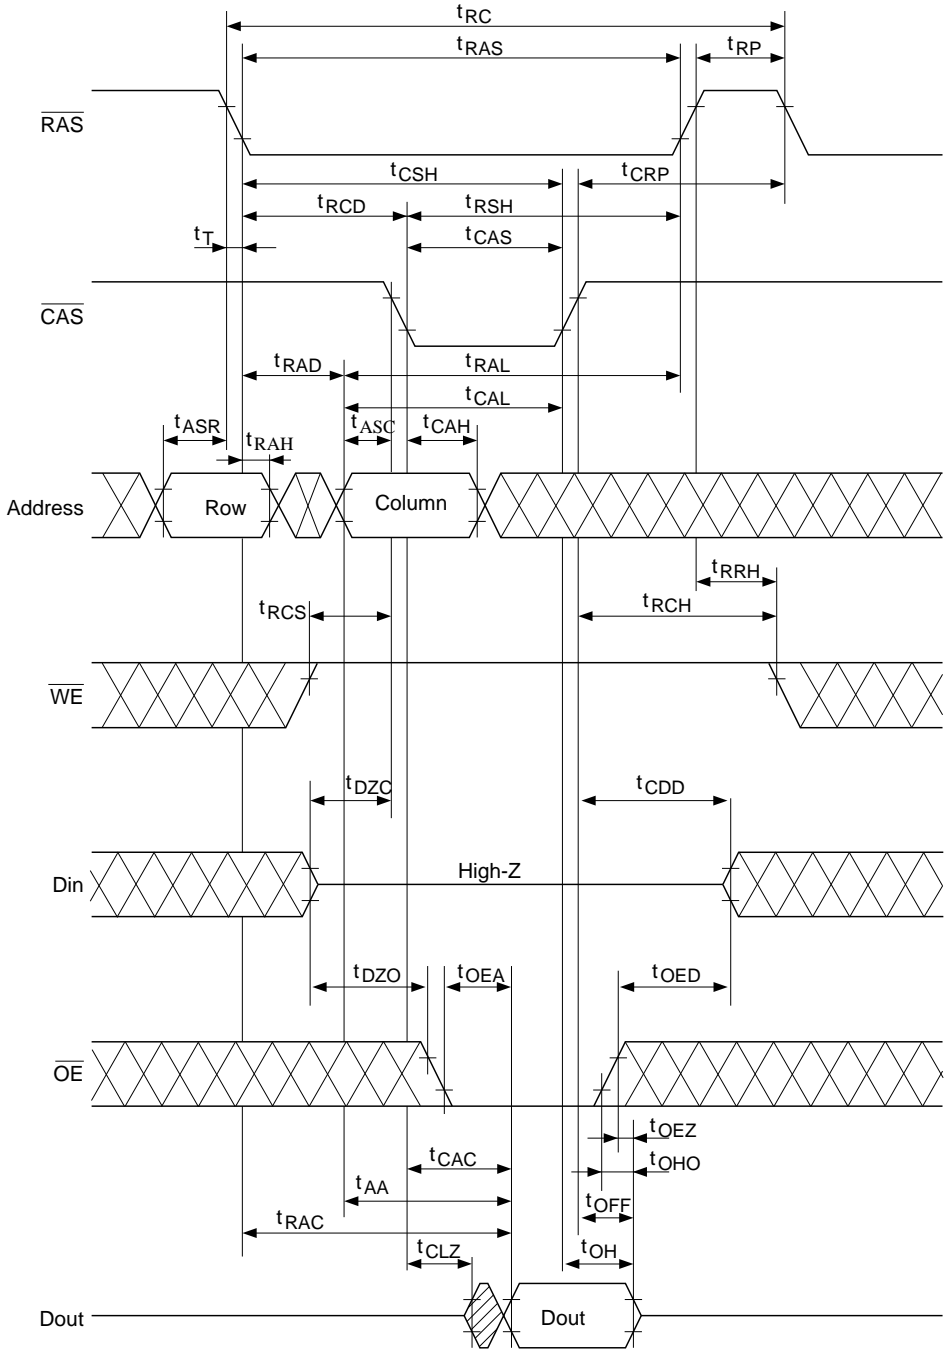 tRC
tRAS
tRP
RAS
tCSH
tCRP
tRCD
tRSH
tT
tCAS
CAS
tRAD
tRAL
tCAL
tASR
tRAH
tASC
tCAH
Address
Row
Column
tRRH
tRCS
tRCH
WE
tDZC
tCDD
Din
High-Z
tDZO
tOEA
tOED
OE
tOEZ
tCAC
tOHO
tAA
tOFF
tRAC
tCLZ
tOH
Dout
Dout